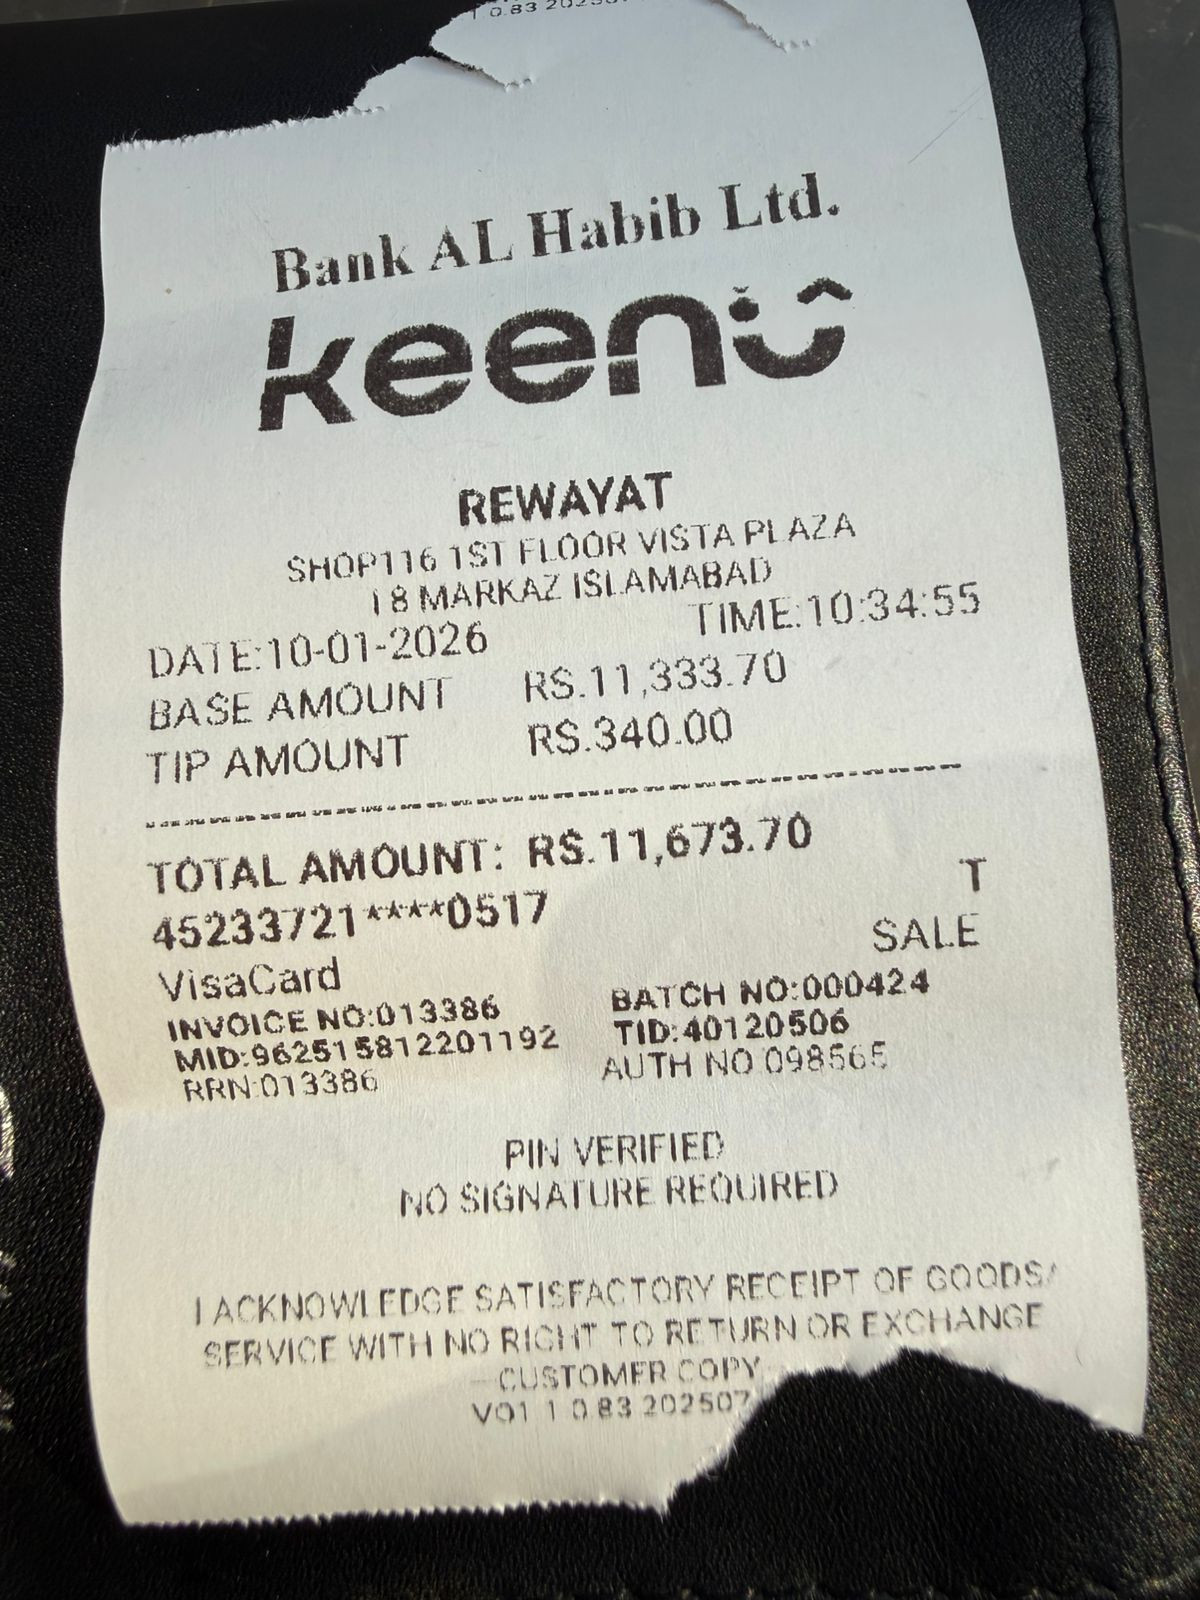 1 0.83 202507
Bank AL Habib Ltd.
keenu
REWAYAT
SHOP116 1ST FLOOR VISTA PLAZA
I 8 MARKAZ ISLAMABAD
DATE:10-01-2026 TIME:10:34:55
BASE AMOUNT RS.11,333.70
TIP AMOUNT RS.340.00
TOTAL AMOUNT: RS.11,673.70
T
45233721****0517
SALE
VisaCard
INVOICE NO:013386 BATCH NO:000424
MID:962515812201192 TID:40120506
RRN:013386 AUTH NO:098565
PIN VERIFIED
NO SIGNATURE REQUIRED
I ACKNOWLEDGE SATISFACTORY RECEIPT OF GOODS/
SERVICE WITH NO RIGHT TO RETURN OR EXCHANGE
---CUSTOMER COPY
V01 1 0.83 202507